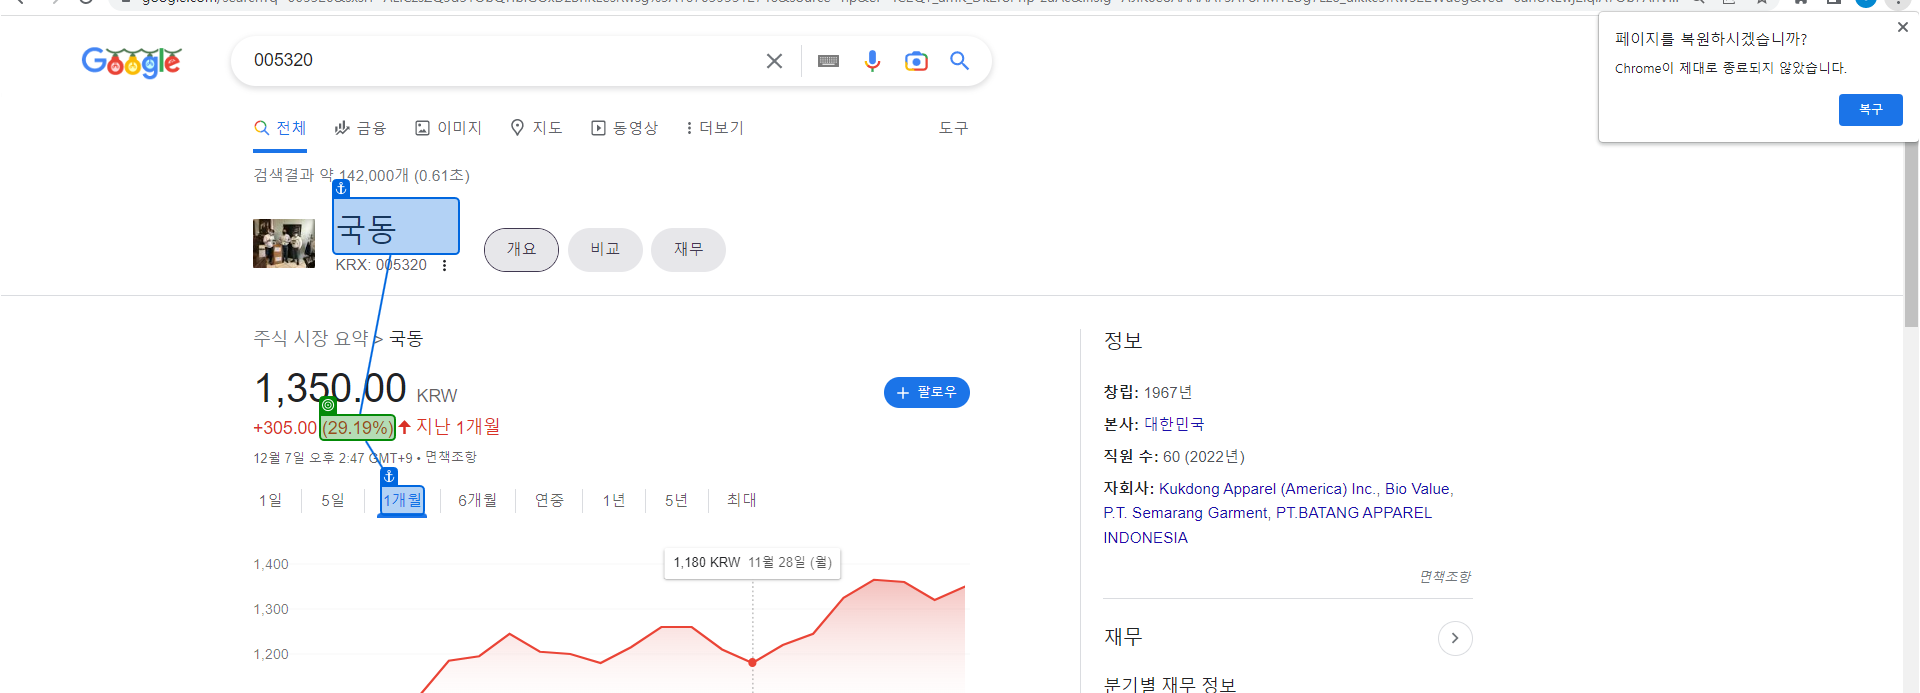 Google
005320
전체
금융
이미지
지도
동영상
더보기
도구
검색결과 약 142,000개 (0.61초)
국동
KRX: 005320
개요
비교
재무
페이지를 복원하시겠습니까?
Chrome이 제대로 종료되지 않았습니다.
복구
주식 시장 요약 > 국동
1,350.00 KRW
+305.00 (29.19%) 지난 1개월
12월 7일 오후 2:47 GMT+9 • 면책조항
팔로우
1일
5일
1개월
6개월
연중
1년
5년
최대
1,400
1,300
1,200
1,180 KRW 11월 28일 (월)
정보
창립: 1967년
본사: 대한민국
직원 수: 60 (2022년)
자회사: Kukdong Apparel (America) Inc., Bio Value,
P.T. Semarang Garment, PT.BATANG APPAREL
INDONESIA
면책조항
재무
분기별 재무 정보